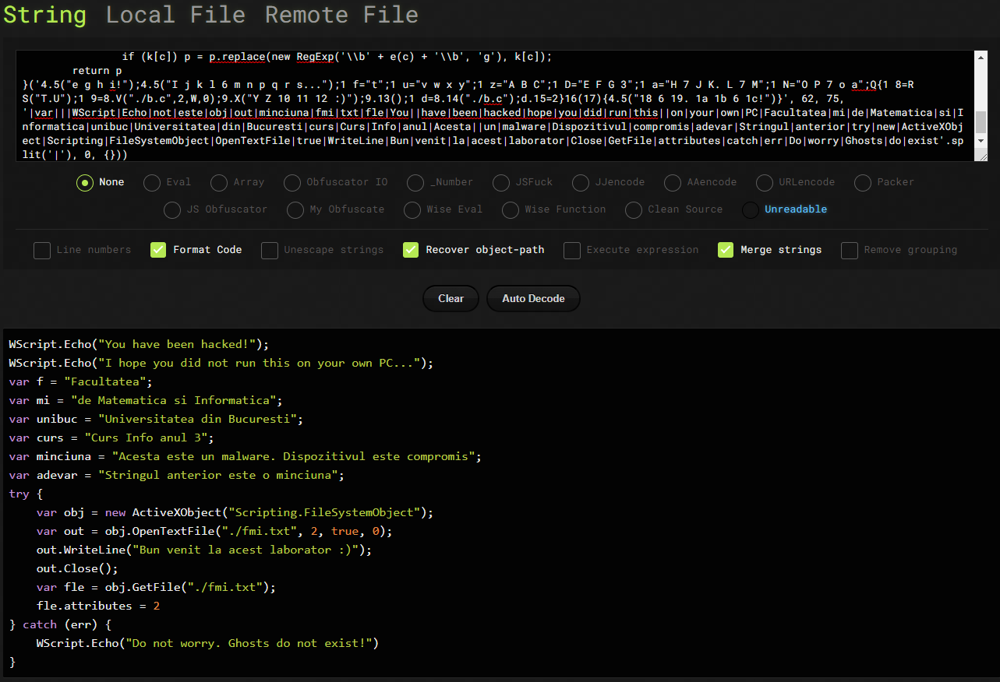 String Local File Remote File
if (k[c]) p = p.replace(new RegExp('\\b' + e(c) + '\\b', 'g'), k[c]);
return p
}('4.5("e g h i!");4.5("I j k l 6 m n p q r s...");1 f="t";1 u="v w x y";1 z="A B C";1 D="E F G 3";1 a="H 7 J K. L 7 M";1 N="O P 7 o a";Q{1 8=R
S("T.U");1 9=8.V("./b.c",2,W,0);9.X("Y Z 10 11 12 :)");9.13();1 d=8.14("./b.c");d.15=2}16(17){4.5("18 6 19. 1a 1b 6 1c!")}', 62, 75,
'|var|||WScript|Echo|not|este|obj|out|minciuna|fmi|txt|fle|You||have|been|hacked|hope|you|did|run|this||on|your|own|PC|Facultatea|mi|de|Matematica|si|I
nformatica|unibuc|Universitatea|din|Bucuresti|curs|Curs|Info|anul|Acesta||un|malware|Dispozitivul|compromis|adevar|Stringul|anterior|try|new|ActiveXObj
ect|Scripting|FileSystemObject|OpenTextFile|true|WriteLine|Bun|venit|la|acest|laborator|Close|GetFile|attributes|catch|err|Do|worry|Ghosts|do|exist'.sp
lit('|'), 0, {}))
None Eval Array Obfuscator IO _Number JSFuck JJencode AAencode URLencode Packer
JS Obfuscator My Obfuscate Wise Eval Wise Function Clean Source Unreadable
Line numbers Format Code Unescape strings Recover object-path Execute expression Merge strings Remove grouping
Clear Auto Decode
WScript.Echo("You have been hacked!");
WScript.Echo("I hope you did not run this on your own PC...");
var f = "Facultatea";
var mi = "de Matematica si Informatica";
var unibuc = "Universitatea din Bucuresti";
var curs = "Curs Info anul 3";
var minciuna = "Acesta este un malware. Dispozitivul este compromis";
var adevar = "Stringul anterior este o minciuna";
try {
var obj = new ActiveXObject("Scripting.FileSystemObject");
var out = obj.OpenTextFile("./fmi.txt", 2, true, 0);
out.WriteLine("Bun venit la acest laborator :)");
out.Close();
var fle = obj.GetFile("./fmi.txt");
fle.attributes = 2
} catch (err) {
WScript.Echo("Do not worry. Ghosts do not exist!")
}